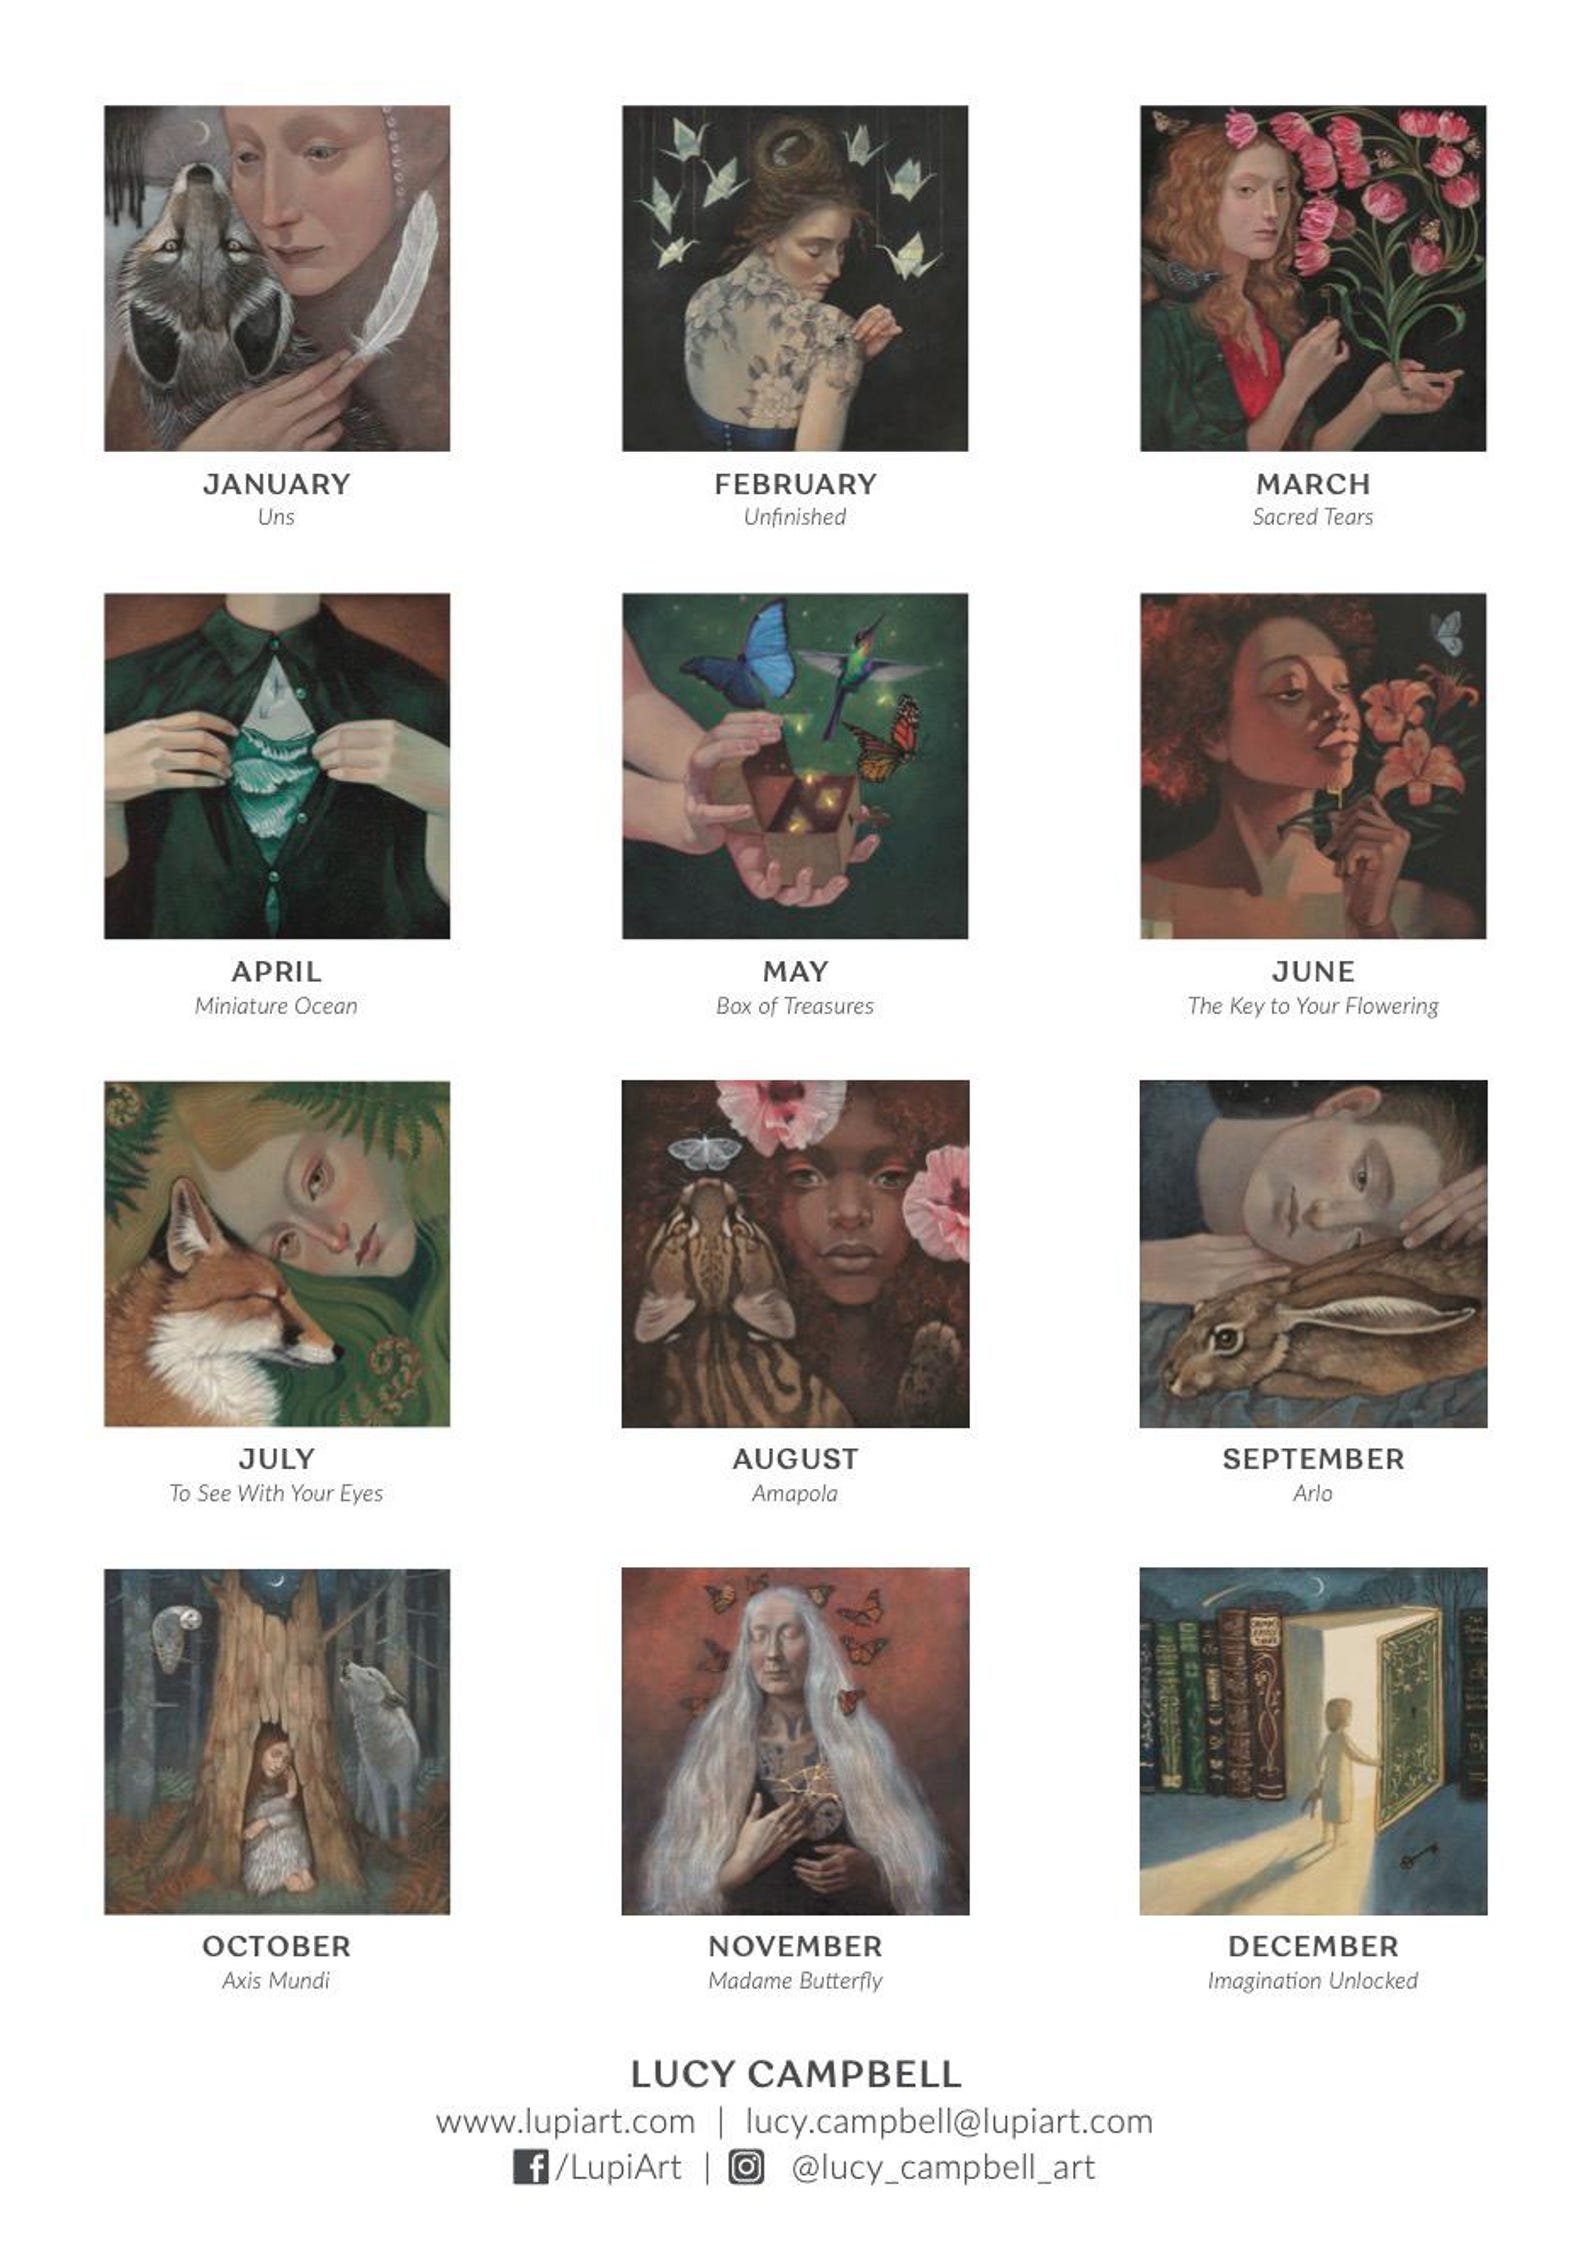 JANUARY
Uns
FEBRUARY
Unfinished
MARCH
Sacred Tears
APRIL
Miniature Ocean
MAY
Box of Treasures
JUNE
The Key to Your Flowering
JULY
To See With Your Eyes
AUGUST
Amapola
SEPTEMBER
Arlo
OCTOBER
Axis Mundi
NOVEMBER
Madame Butterfly
DECEMBER
Imagination Unlocked
LUCY CAMPBELL
www.lupiart.com | lucy.campbell@lupiart.com
/LupiArt | @lucy_campbell_art